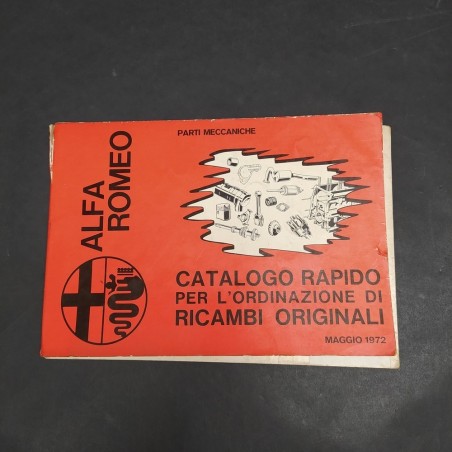 ALFA
ROMEO
PARTI MECCANICHE
CATALOGO RAPIDO
PER L'ORDINAZIONE DI
RICAMBI ORIGINALI
MAGGIO 1972